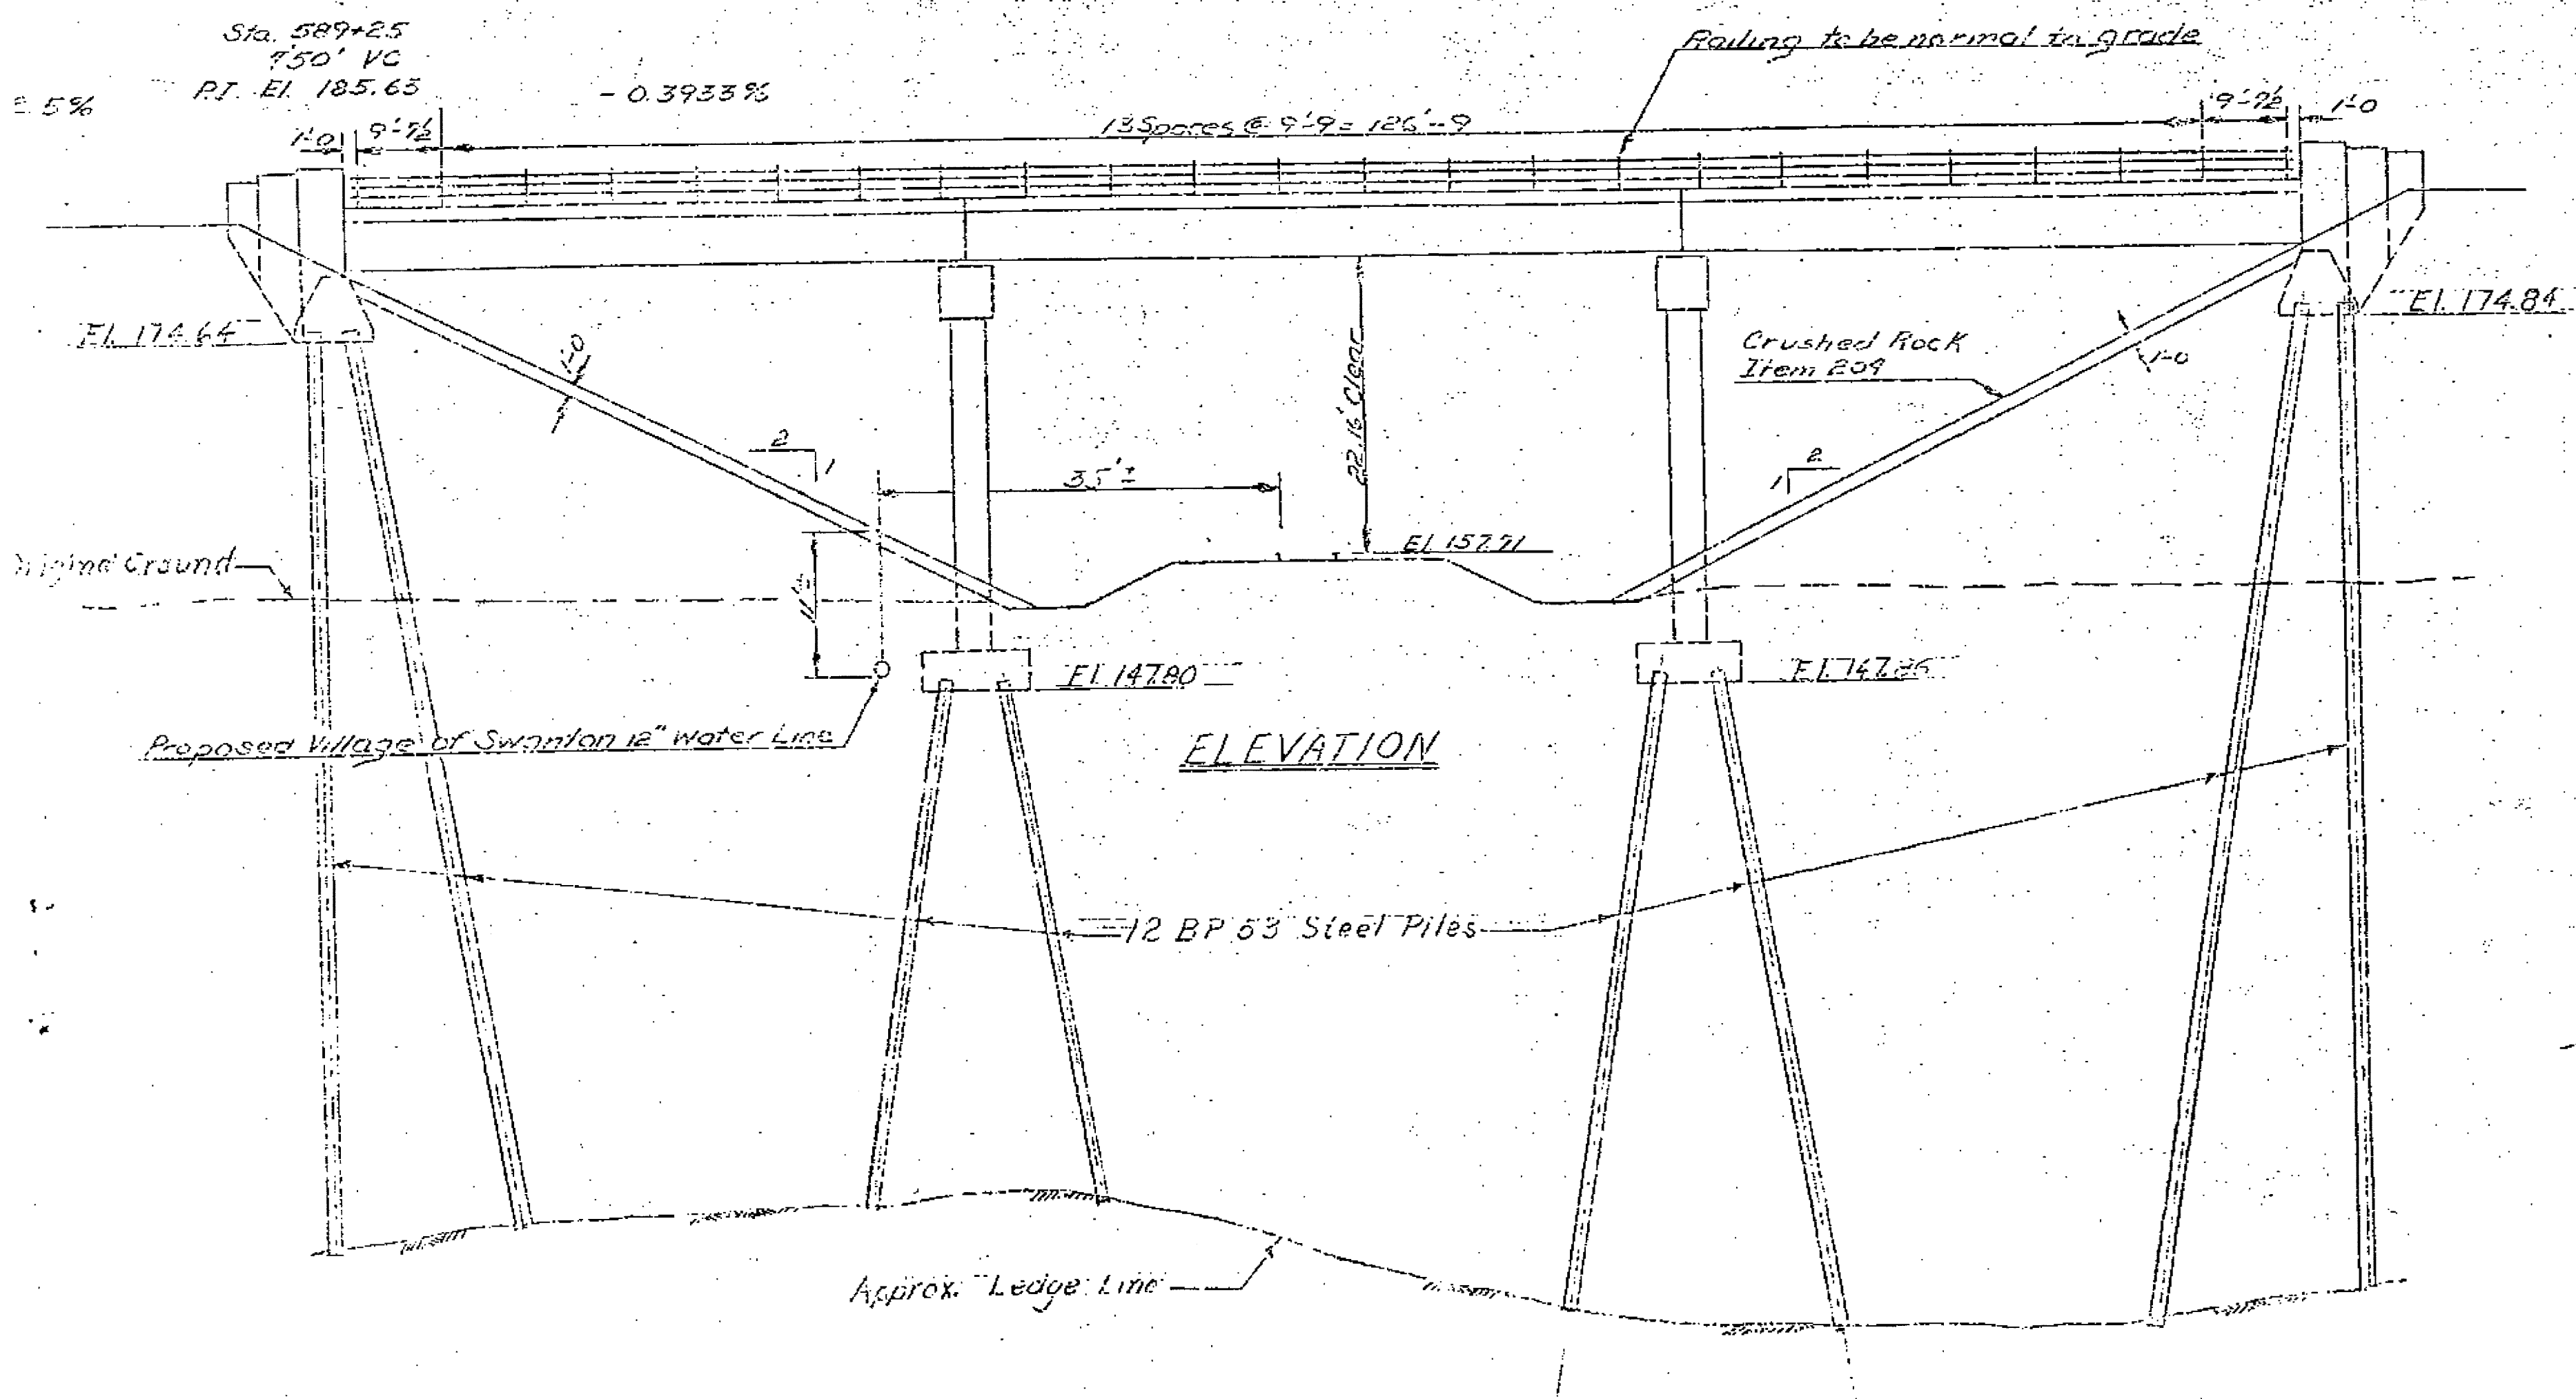 Sta. 589+25
750' VC
P.I. El. 185.65
5%
- 0.3933%
Railing to be normal to grade
1'-0
9'-7½
13 Spaces @ 9'-9 = 126'-9
9'-7½
1'-0
El. 174.64
El. 174.84
1'-0
Crushed Rock
Item 209
1'-0
22.16' Clear
2
1
35'±
2
1
El. 157.71
Ground
11'±
El. 147.80
El. 147.86
Proposed Village of Swanton 12" Water Line
ELEVATION
12 BP 53 Steel Piles
Approx. Ledge Line